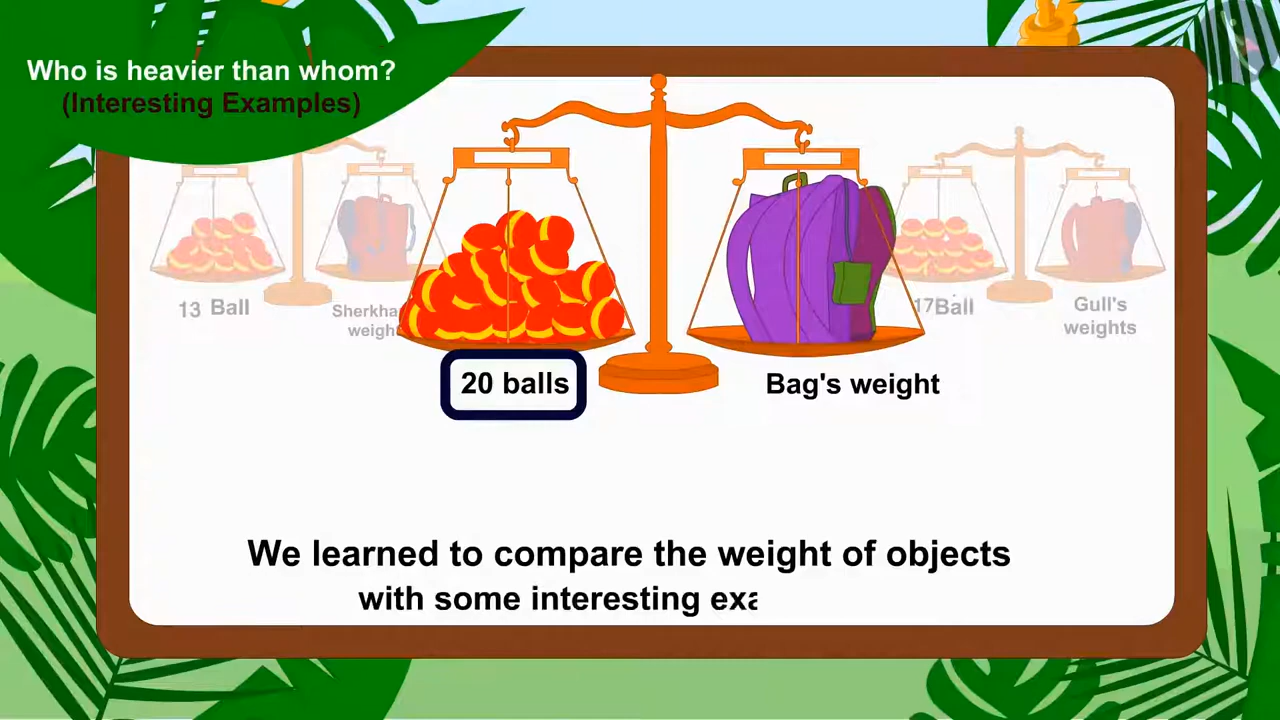 Who is heavier than whom?
(Interesting Examples)
13 Ball
17Ball
Gull's
weights
20 balls
Bag's weight
We learned to compare the weight of objects
with some interesting